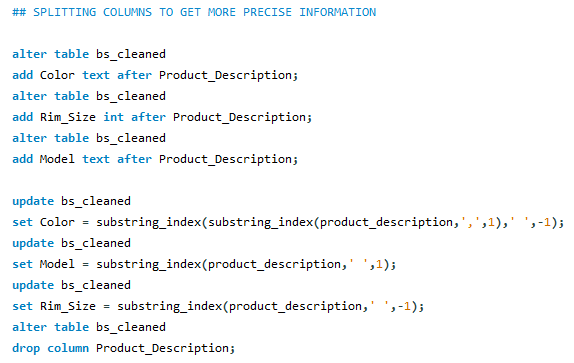 ## SPLITTING COLUMNS TO GET MORE PRECISE INFORMATION
alter table bs_cleaned
add Color text after Product_Description;
alter table bs_cleaned
add Rim_Size int after Product_Description;
alter table bs_cleaned
add Model text after Product_Description;
update bs_cleaned
set Color = substring_index(substring_index(product_description,',',1),' ',-1);
update bs_cleaned
set Model = substring_index(product_description,' ',1);
update bs_cleaned
set Rim_Size = substring_index(product_description,' ',-1);
alter table bs_cleaned
drop column Product_Description;